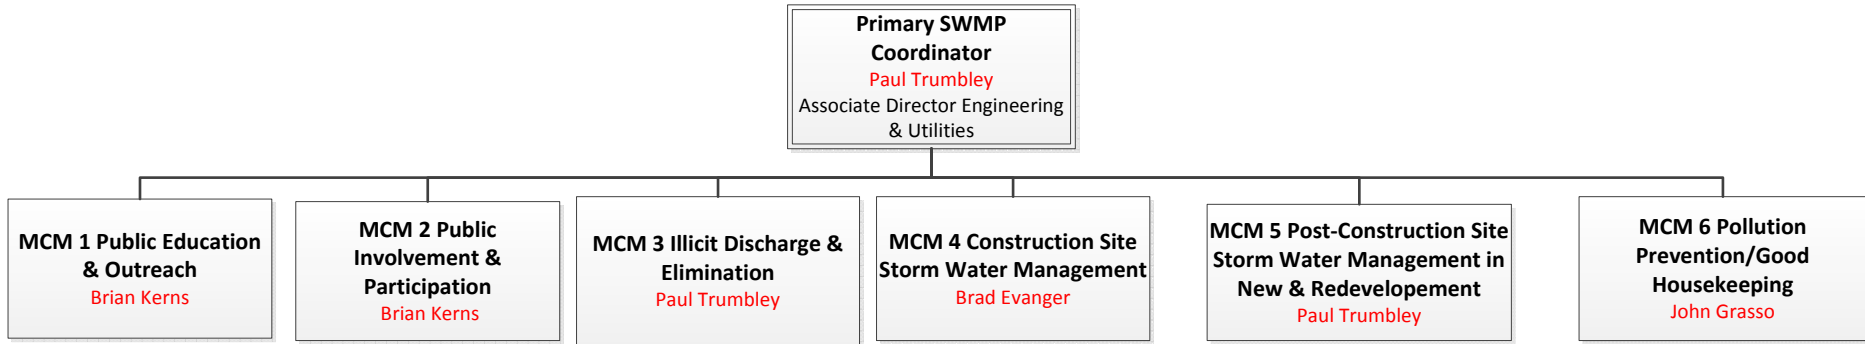 Primary SWMP
Coordinator
Paul Trumbley
Associate Director Engineering
& Utilities
MCM 1 Public Education
& Outreach
Brian Kerns
MCM 2 Public
Involvement &
Participation
Brian Kerns
MCM 3 Illicit Discharge &
Elimination
Paul Trumbley
MCM 4 Construction Site
Storm Water Management
Brad Evanger
MCM 5 Post-Construction Site
Storm Water Management in
New & Redevelopement
Paul Trumbley
MCM 6 Pollution
Prevention/Good
Housekeeping
John Grasso